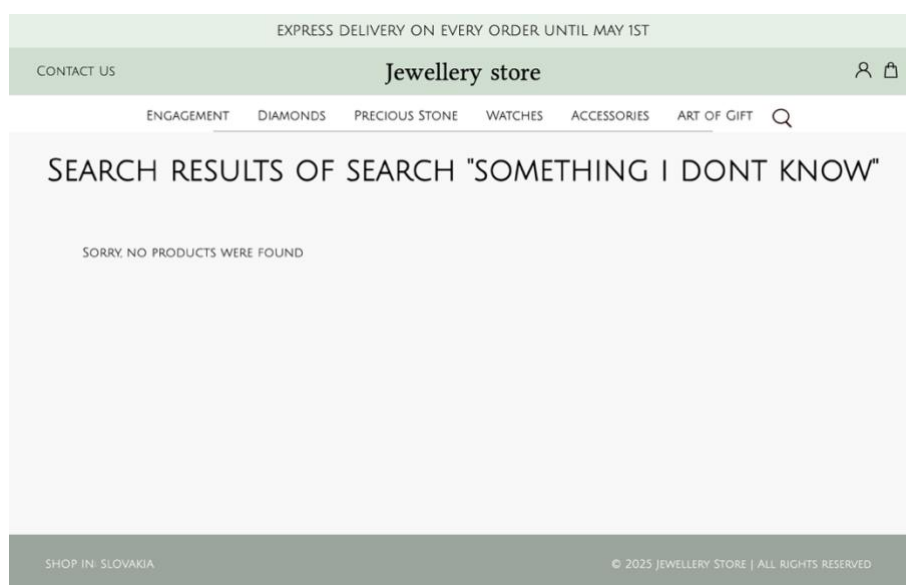 EXPRESS DELIVERY ON EVERY ORDER UNTIL MAY 1ST
CONTACT US
Jewellery store
ENGAGEMENT DIAMONDS PRECIOUS STONE WATCHES ACCESSORIES ART OF GIFT
SEARCH RESULTS OF SEARCH "SOMETHING I DONT KNOW"
SORRY, NO PRODUCTS WERE FOUND
SHOP IN: SLOVAKIA
© 2025 JEWELLERY STORE | ALL RIGHTS RESERVED